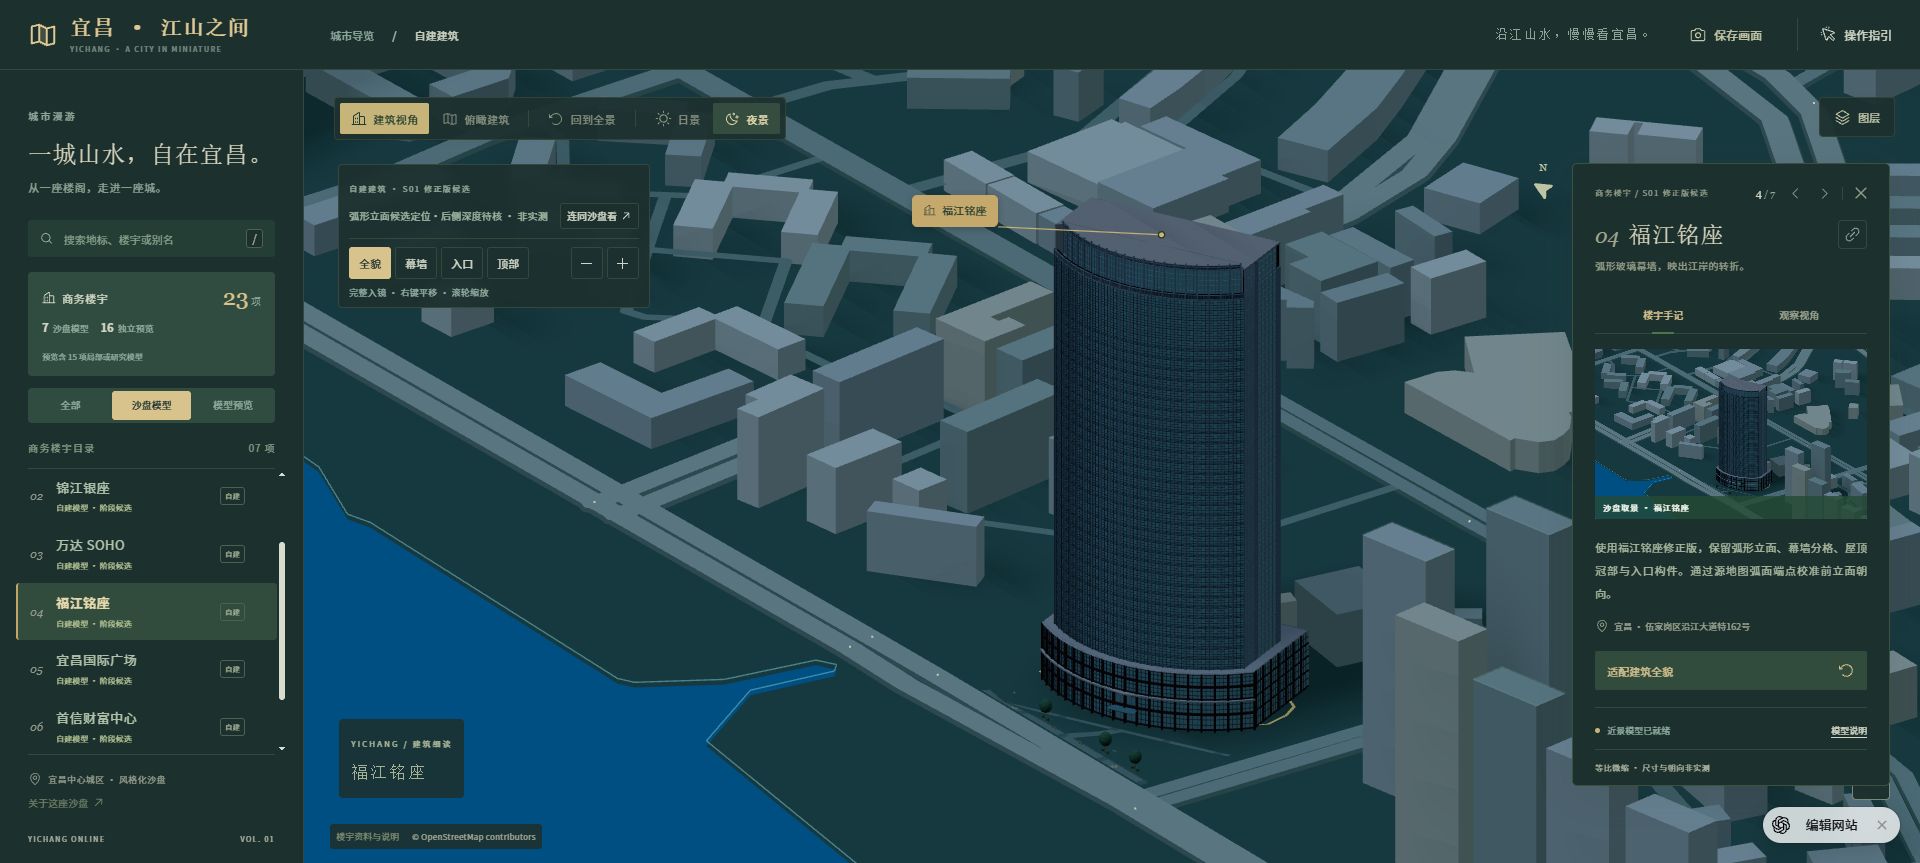 宜昌 · 江山之间
YICHANG · A CITY IN MINIATURE
城市导览 / 自建建筑
沿江山水，慢慢看宜昌。
保存画面
操作指引
城市漫游
一城山水，自在宜昌。
从一座楼阁，走进一座城。
搜索地标、楼宇或别名 /
商务楼宇 23 项
7 沙盘模型 16 独立预览
预览含 15 项局部或研究模型
全部 沙盘模型 模型预览
商务楼宇目录 07 项
02 锦江银座 自建
自建模型 · 阶段候选
03 万达 SOHO 自建
自建模型 · 阶段候选
04 福江铭座 自建
自建模型 · 阶段候选
05 宜昌国际广场 自建
自建模型 · 阶段候选
06 首信财富中心 自建
自建模型 · 阶段候选
宜昌中心城区 · 风格化沙盘
关于这座沙盘 ↗
YICHANG ONLINE VOL. 01
建筑视角 俯瞰建筑 回到全景 日景 夜景
自建建筑 · S01 修正版候选
弧形立面候选定位 · 后侧深度待核 · 非实测 连同沙盘看 ↗
全貌 幕墙 入口 顶部 − +
完整入镜 · 右键平移 · 滚轮缩放
福江铭座
N
图层
YICHANG / 建筑细读
福江铭座
楼宇资料与说明 © OpenStreetMap contributors
商务楼宇 / S01 修正版候选 4 / 7
04 福江铭座
弧形玻璃幕墙，映出江岸的转折。
楼宇手记 观察视角
沙盘取景 · 福江铭座
使用福江铭座修正版，保留弧形立面、幕墙分格、屋顶
冠部与入口构件。通过源地图弧面端点校准前立面朝
向。
宜昌 · 伍家岗区沿江大道特162号
适配建筑全貌
近景模型已就绪 模型说明
等比微缩 · 尺寸与朝向非实测
编辑网站